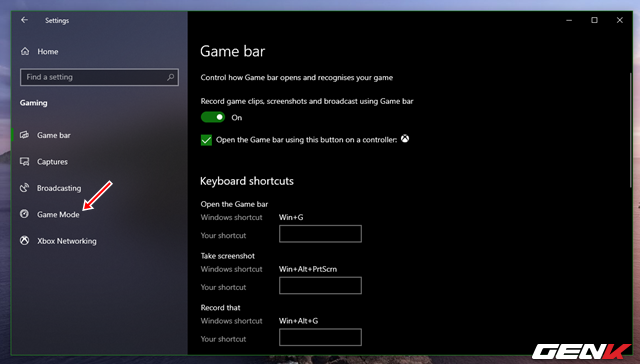 Settings
Home
Find a setting
Gaming
Game bar
Captures
Broadcasting
Game Mode
Xbox Networking
Game bar
Control how Game bar opens and recognises your game
Record game clips, screenshots and broadcast using Game bar
On
Open the Game bar using this button on a controller:
Keyboard shortcuts
Open the Game bar
Windows shortcut Win+G
Your shortcut
Take screenshot
Windows shortcut Win+Alt+PrtScrn
Your shortcut
Record that
Windows shortcut Win+Alt+G
Your shortcut
GENK